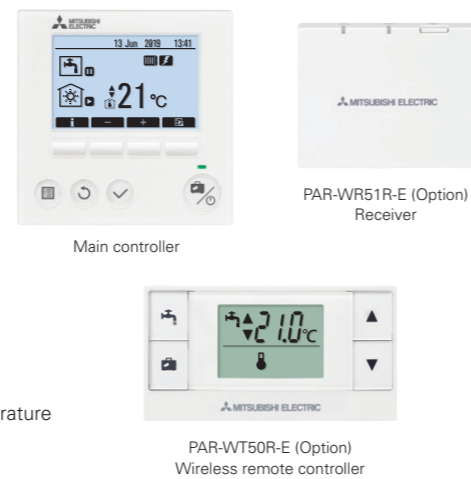 MITSUBISHI
ELECTRIC
13 Jun 2019 13:41
21 °C
i − +
MITSUBISHI ELECTRIC
PAR-WR51R-E (Option)
Receiver
Main controller
21.0°C
MITSUBISHI ELECTRIC
rature
PAR-WT50R-E (Option)
Wireless remote controller